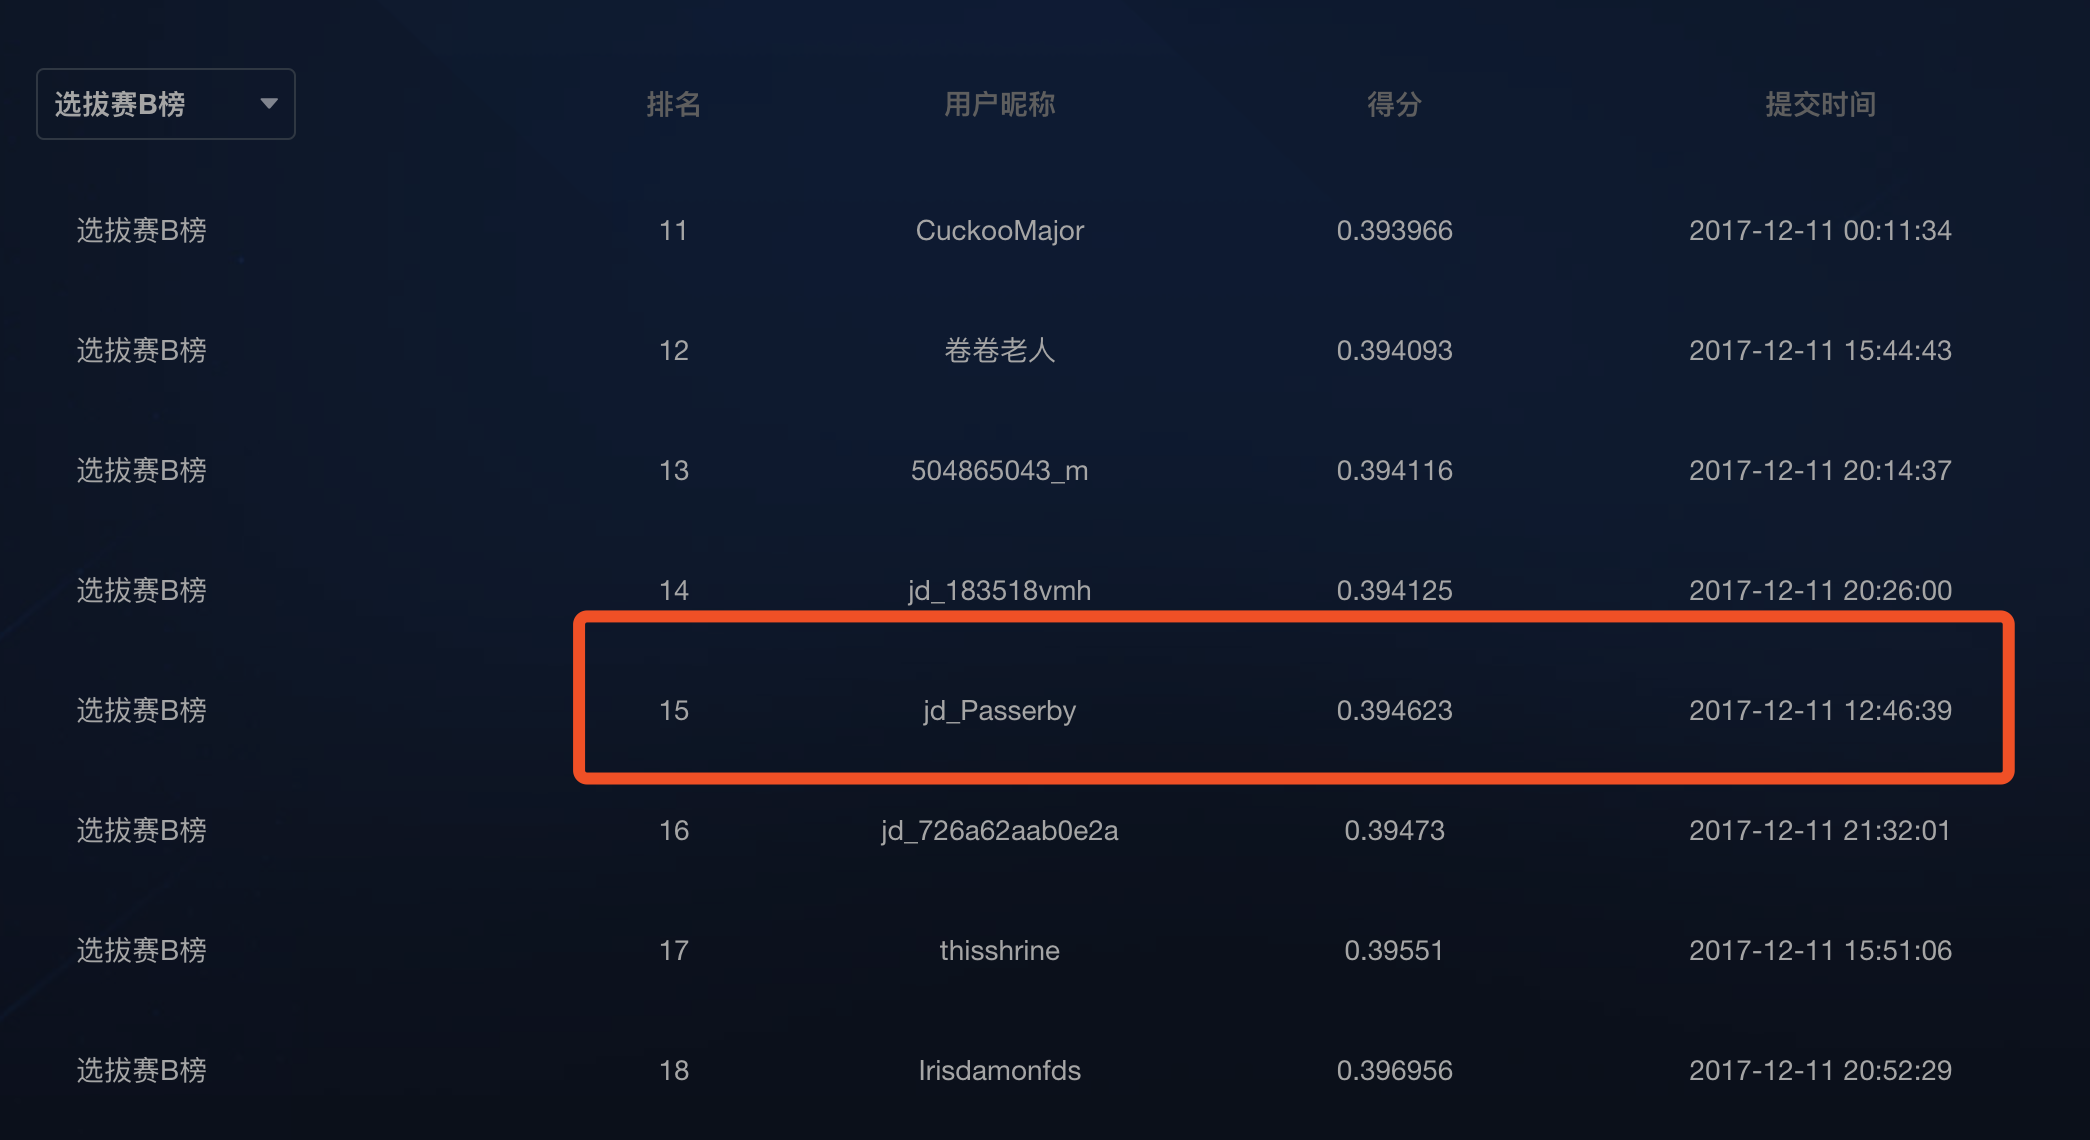 选拔赛B榜 排名 用户昵称 得分 提交时间
选拔赛B榜 11 CuckooMajor 0.393966 2017-12-11 00:11:34
选拔赛B榜 12 卷卷老人 0.394093 2017-12-11 15:44:43
选拔赛B榜 13 504865043_m 0.394116 2017-12-11 20:14:37
选拔赛B榜 14 jd_183518vmh 0.394125 2017-12-11 20:26:00
选拔赛B榜 15 jd_Passerby 0.394623 2017-12-11 12:46:39
选拔赛B榜 16 jd_726a62aab0e2a 0.39473 2017-12-11 21:32:01
选拔赛B榜 17 thisshrine 0.39551 2017-12-11 15:51:06
选拔赛B榜 18 Irisdamonfds 0.396956 2017-12-11 20:52:29